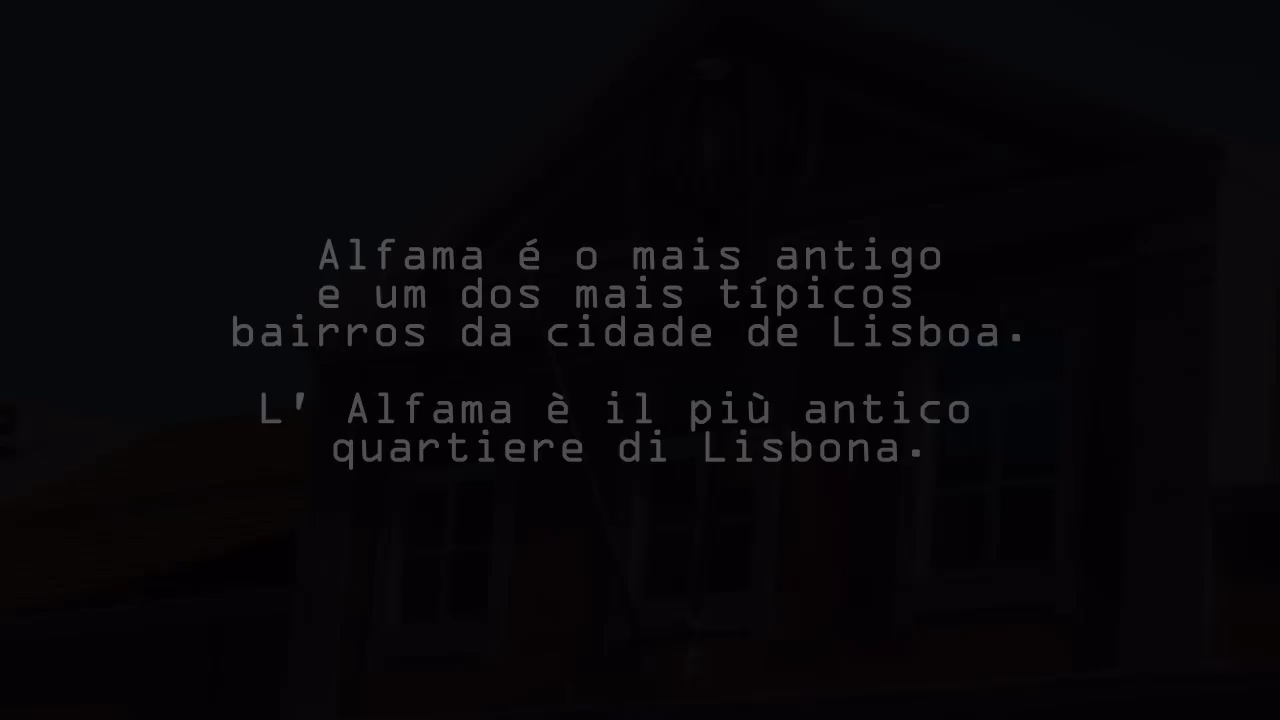 Alfama é o mais antigo
e um dos mais típicos
bairros da cidade de Lisboa.
L' Alfama è il più antico
quartiere di Lisbona.